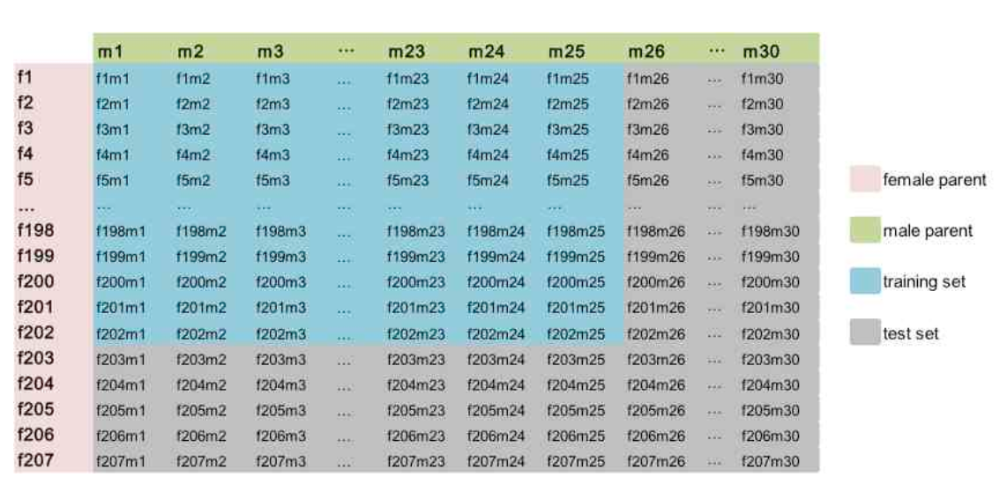 m1 m2 m3 ... m23 m24 m25 m26 ... m30
f1 f1m1 f1m2 f1m3 ... f1m23 f1m24 f1m25 f1m26 ... f1m30
f2 f2m1 f2m2 f2m3 ... f2m23 f2m24 f2m25 f2m26 ... f2m30
f3 f3m1 f3m2 f3m3 ... f3m23 f3m24 f3m25 f3m26 ... f3m30
f4 f4m1 f4m2 f4m3 ... f4m23 f4m24 f4m25 f4m26 ... f4m30
f5 f5m1 f5m2 f5m3 ... f5m23 f5m24 f5m25 f5m26 ... f5m30
... ... ... ... ... ... ... ... ... ... ...
f198 f198m1 f198m2 f198m3 ... f198m23 f198m24 f198m25 f198m26 ... f198m30
f199 f199m1 f199m2 f199m3 ... f199m23 f199m24 f199m25 f199m26 ... f199m30
f200 f200m1 f200m2 f200m3 ... f200m23 f200m24 f200m25 f200m26 ... f200m30
f201 f201m1 f201m2 f201m3 ... f201m23 f201m24 f201m25 f201m26 ... f201m30
f202 f202m1 f202m2 f202m3 ... f202m23 f202m24 f202m25 f202m26 ... f202m30
f203 f203m1 f203m2 f203m3 ... f203m23 f203m24 f203m25 f203m26 ... f203m30
f204 f204m1 f204m2 f204m3 ... f204m23 f204m24 f204m25 f204m26 ... f204m30
f205 f205m1 f205m2 f205m3 ... f205m23 f205m24 f205m25 f205m26 ... f205m30
f206 f206m1 f206m2 f206m3 ... f206m23 f206m24 f206m25 f206m26 ... f206m30
f207 f207m1 f207m2 f207m3 ... f207m23 f207m24 f207m25 f207m26 ... f207m30
female parent
male parent
training set
test set